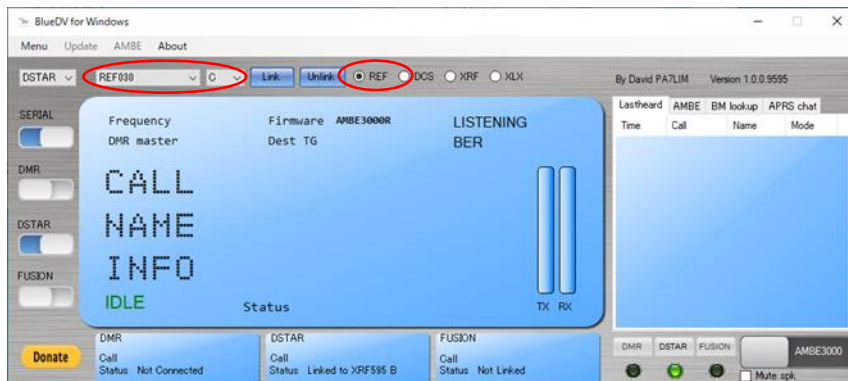 BlueDV for Windows
Menu Update AMBE About
DSTAR REF030 C Link Unlink REF DCS XRF XLX By David PA7LIM Version 1.0.0.9595
SERIAL
DMR
DSTAR
FUSION
Frequency Firmware AMBE3000R LISTENING
DMR master Dest TG BER
CALL
NAME
INFO
IDLE Status TX RX
Lastheard AMBE BM lookup APRS chat
Time Call Name Mode
Donate
DMR
Call
Status Not Connected
DSTAR
Call
Status Linked to XRF595 B
FUSION
Call
Status Not Linked
DMR DSTAR FUSION AMBE3000
Mute spk